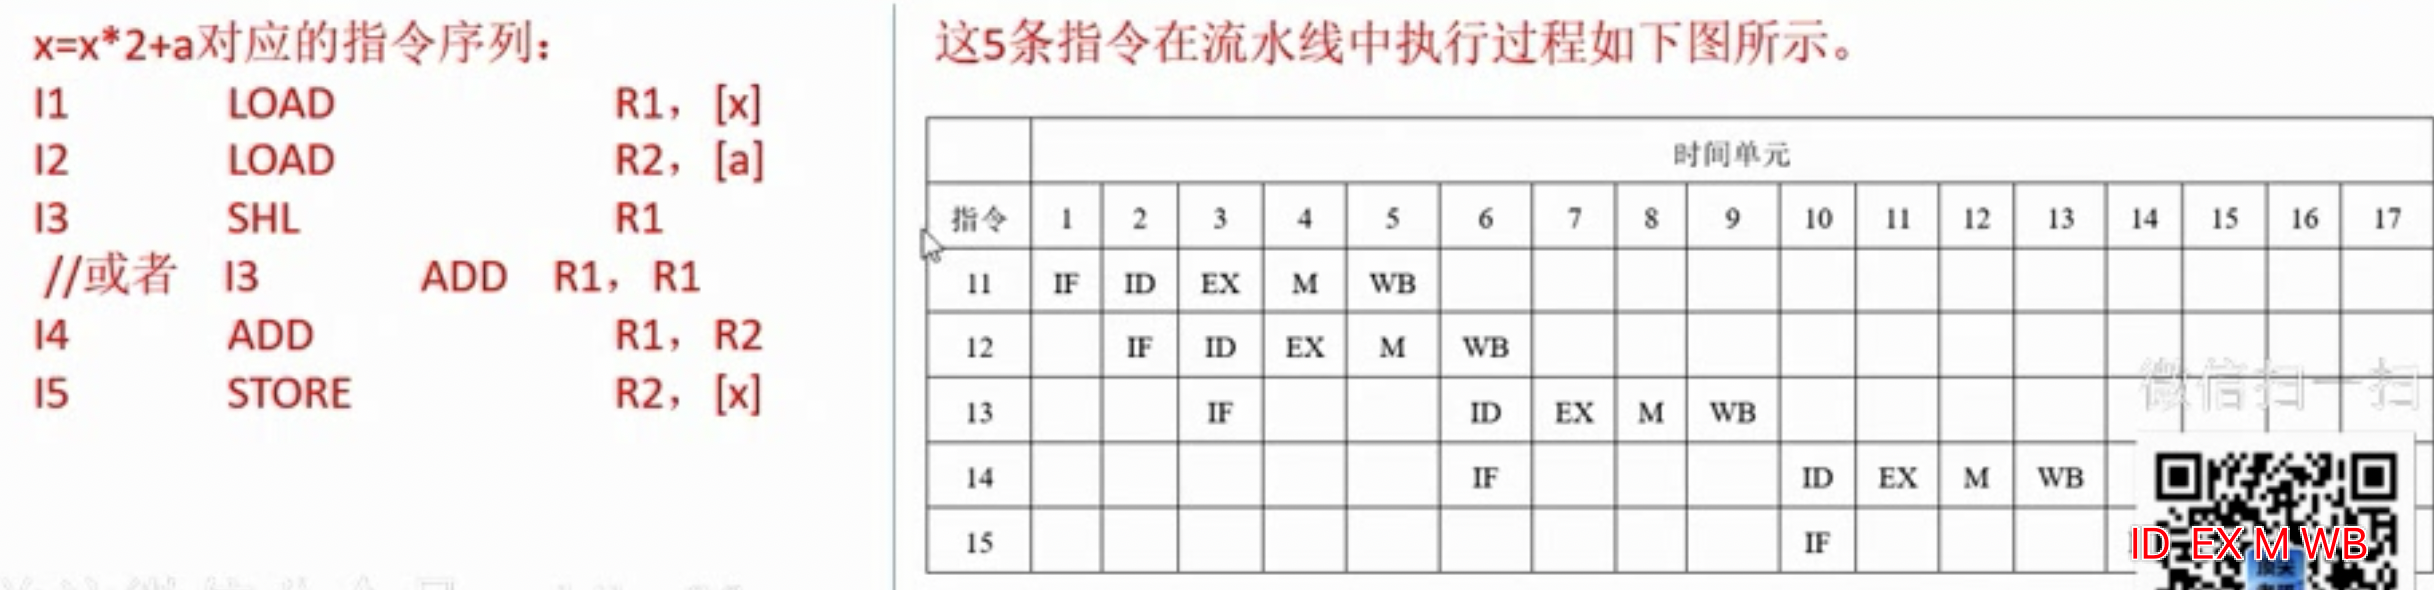 x=x*2+a对应的指令序列：
I1 LOAD R1，[x]
I2 LOAD R2，[a]
I3 SHL R1
//或者 I3 ADD R1，R1
I4 ADD R1，R2
I5 STORE R2，[x]
这5条指令在流水线中执行过程如下图所示。
时间单元
指令 1 2 3 4 5 6 7 8 9 10 11 12 13 14 15 16 17
11 IF ID EX M WB
12 IF ID EX M WB
13 IF ID EX M WB
14 IF ID EX M WB
15 IF ID EX M WB
微信扫一扫